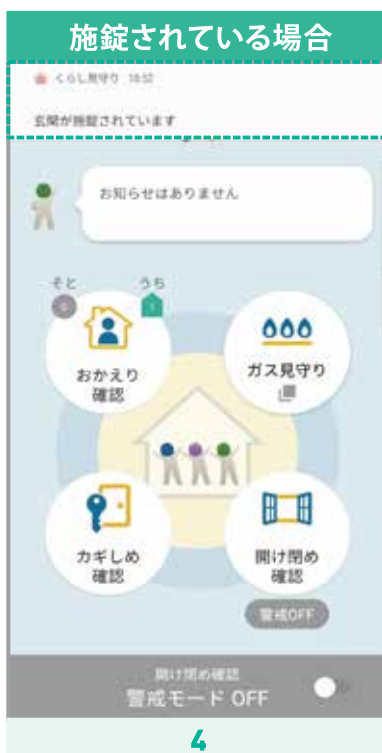 施錠されている場合
くらし見守り 18:52
玄関が施錠されています
お知らせはありません
そと
うち
おかえり
確認
ガス見守り
カギしめ
確認
開け閉め
確認
警戒OFF
開け閉め確認
警戒モード OFF
4